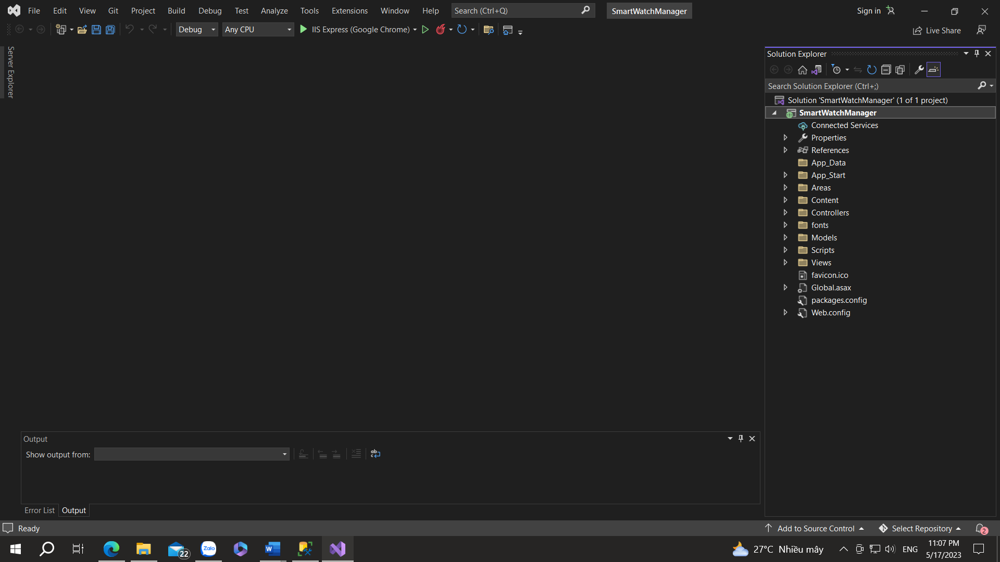 File Edit View Git Project Build Debug Test Analyze Tools Extensions Window Help Search (Ctrl+Q) SmartWatchManager Sign in
Debug Any CPU IIS Express (Google Chrome) Live Share
Server Explorer
Solution Explorer
Search Solution Explorer (Ctrl+;)
Solution 'SmartWatchManager' (1 of 1 project)
SmartWatchManager
Connected Services
Properties
References
App_Data
App_Start
Areas
Content
Controllers
fonts
Models
Scripts
Views
favicon.ico
Global.asax
packages.config
Web.config
Output
Show output from:
Error List Output
Ready Add to Source Control Select Repository 2
22 Zalo 27°C Nhiều mây ENG 11:07 PM
5/17/2023